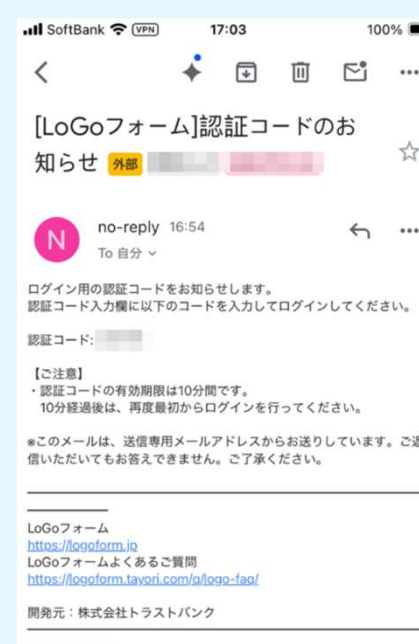 SoftBank VPN 17:03 100%
[LoGoフォーム]認証コードのお
知らせ 外部
N
no-reply 16:54
To 自分
ログイン用の認証コードをお知らせします。
認証コード入力欄に以下のコードを入力してログインしてください。
認証コード:
【ご注意】
・認証コードの有効期限は10分間です。
10分経過後は、再度最初からログインを行ってください。
※このメールは、送信専用メールアドレスからお送りしています。ご返
信いただいてもお答えできません。ご了承ください。
LoGoフォーム
https://logoform.jp
LoGoフォームよくあるご質問
https://logoform.tayori.com/q/logo-faq/
開発元：株式会社トラストバンク